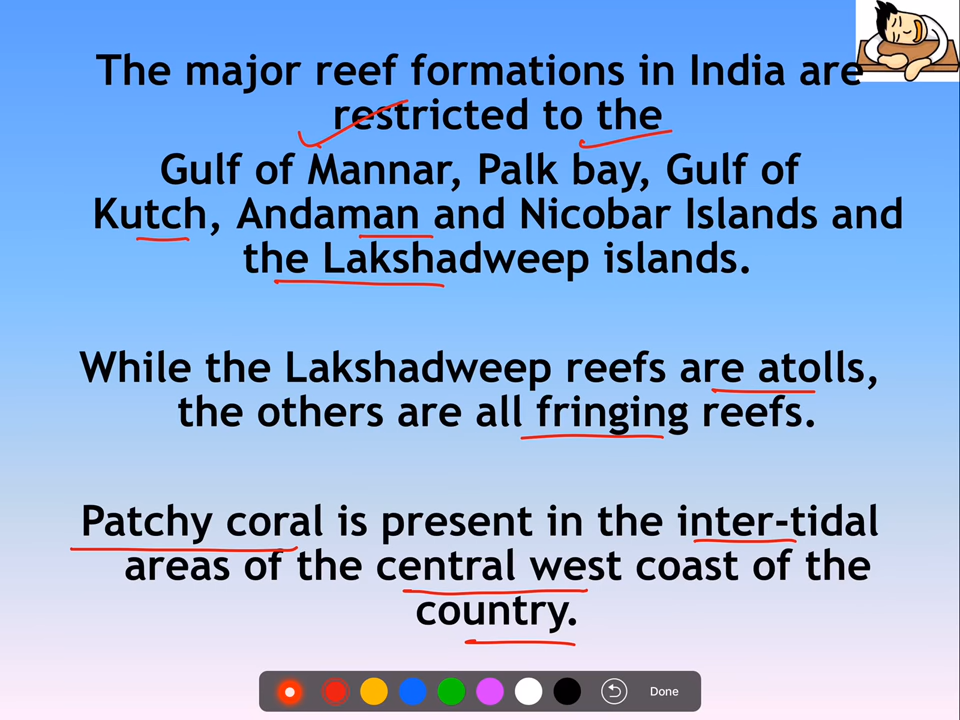 The major reef formations in India are
restricted to the
Gulf of Mannar, Palk bay, Gulf of
Kutch, Andaman and Nicobar Islands and
the Lakshadweep islands.
While the Lakshadweep reefs are atolls,
the others are all fringing reefs.
Patchy coral is present in the inter-tidal
areas of the central west coast of the
country.
Done